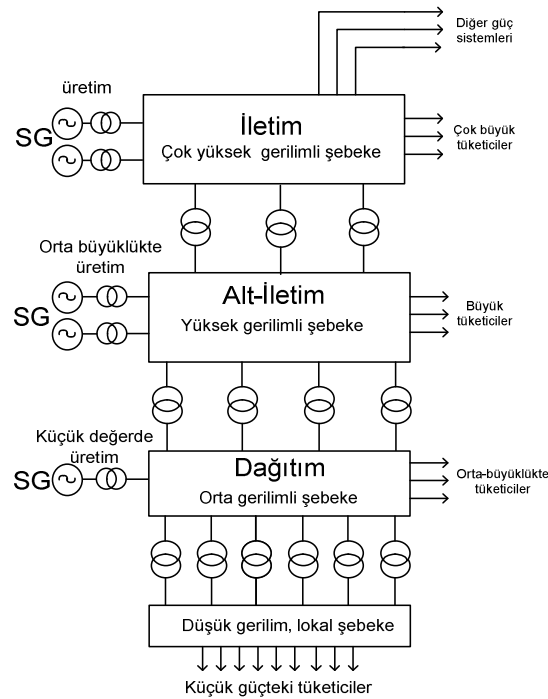 Diğer güç
sistemleri
üretim
SG
İletim
Çok yüksek gerilimli şebeke
Çok büyük
tüketiciler
Orta büyüklükte
üretim
SG
Alt-İletim
Yüksek gerilimli şebeke
Büyük
tüketiciler
Küçük değerde
üretim
SG
Dağıtım
Orta gerilimli şebeke
Orta-büyüklükte
tüketiciler
Düşük gerilim, lokal şebeke
Küçük güçteki tüketiciler